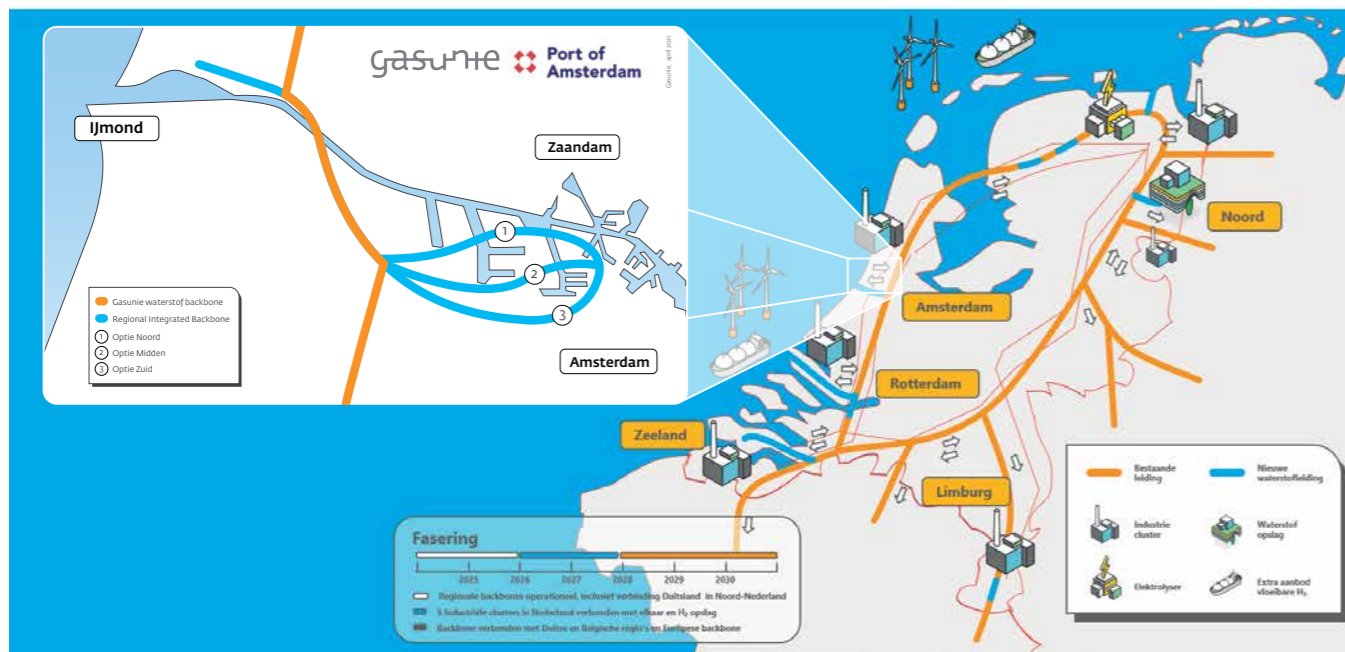 gasunie
Port of
Amsterdam
Gasunie, april 2021
IJmond
Zaandam
1
2
3
Amsterdam
Gasunie waterstof backbone
Regional Integrated Backbone
1 Optie Noord
2 Optie Midden
3 Optie Zuid
Noord
Amsterdam
Rotterdam
Zeeland
Limburg
Fasering
2025 2026 2027 2028 2029 2030
Regionale backbones operationeel, inclusief verbinding Duitsland in Noord-Nederland
5 Industriële clusters in Nederland verbonden met elkaar en H₂ opslag
Backbone verbonden met Duitse en Belgische regio's en Europese backbone
Bestaande
leiding
Nieuwe
waterstofleiding
Industrie
cluster
Waterstof
opslag
Elektrolyser
Extra aanbod
vloeibare H₂